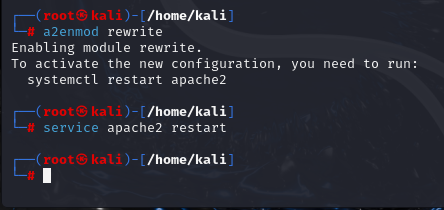 ┌──(root㉿kali)-[/home/kali]
└─# a2enmod rewrite
Enabling module rewrite.
To activate the new configuration, you need to run:
  systemctl restart apache2

┌──(root㉿kali)-[/home/kali]
└─# service apache2 restart

┌──(root㉿kali)-[/home/kali]
└─#